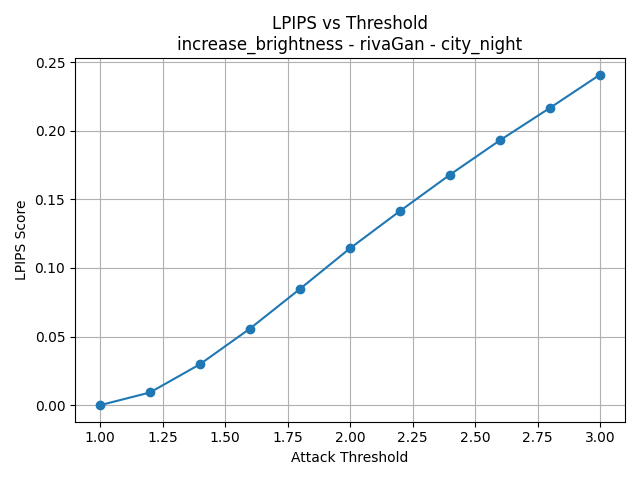 LPIPS vs Threshold
increase_brightness - rivaGan - city_night
LPIPS Score
0.25
0.20
0.15
0.10
0.05
0.00
1.00 1.25 1.50 1.75 2.00 2.25 2.50 2.75 3.00
Attack Threshold